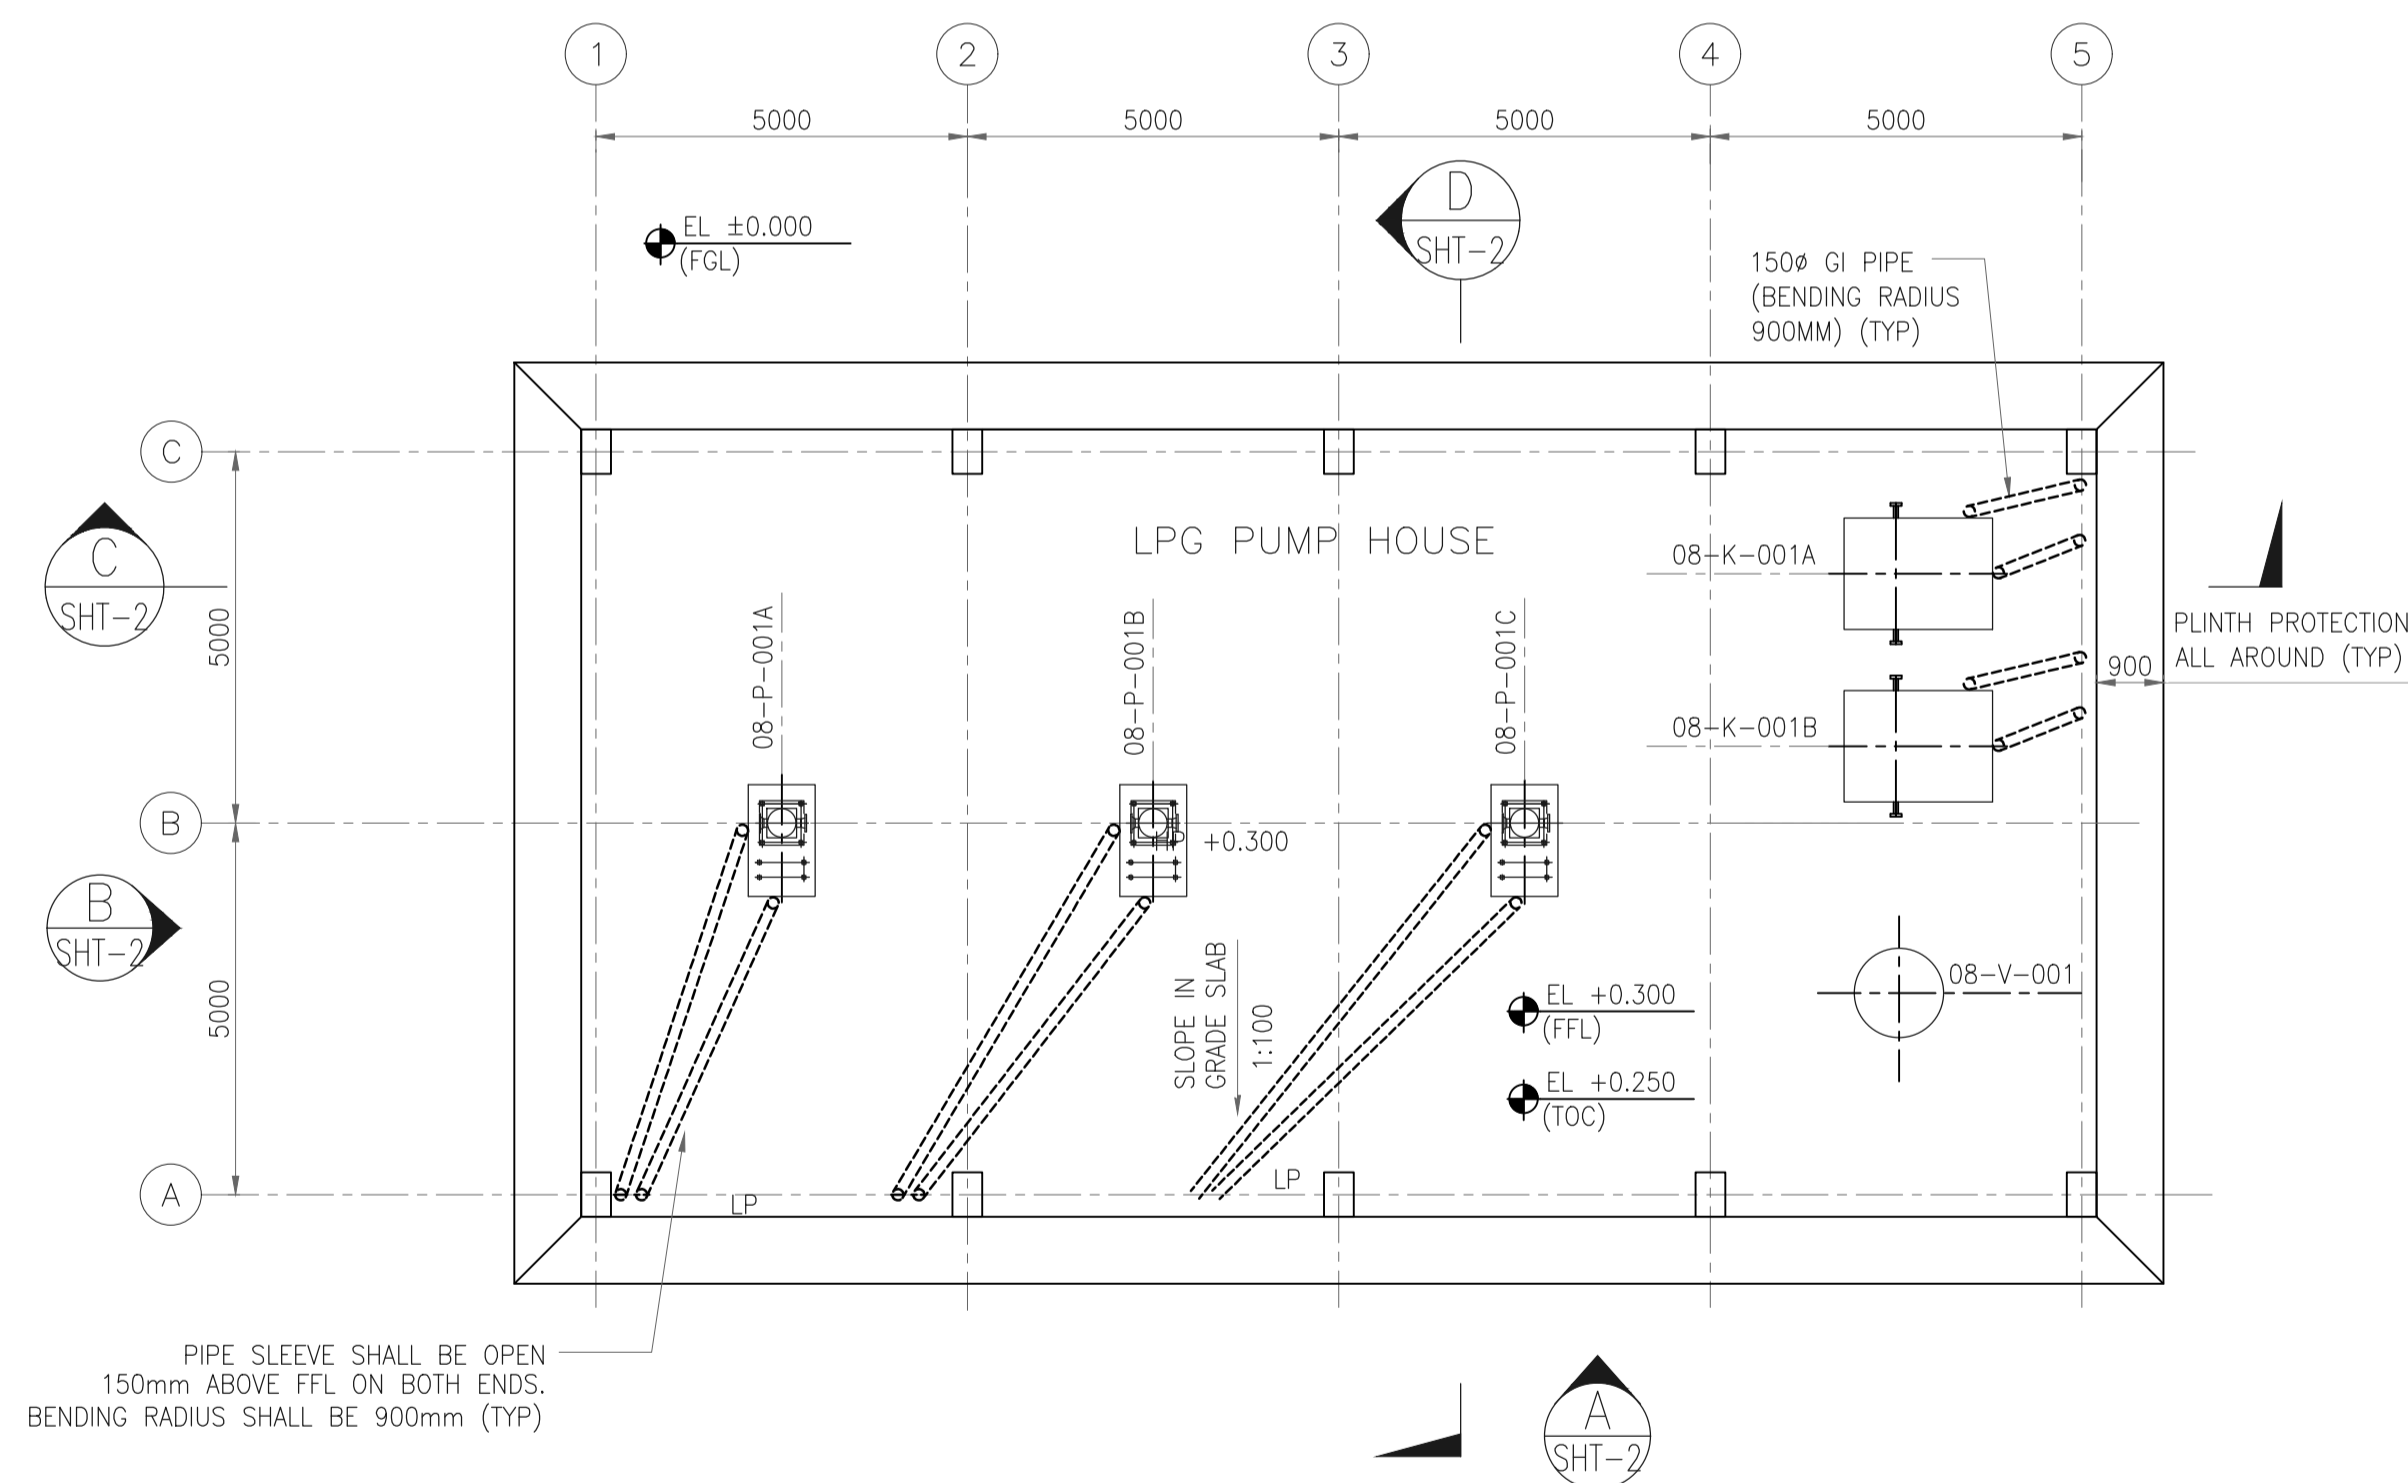 1
2
3
4
5
5000
5000
5000
5000
EL ±0.000
(FGL)
D
SHT-2
150ø GI PIPE
(BENDING RADIUS
900MM) (TYP)
C
C
SHT-2
5000
LPG PUMP HOUSE
08-K-001A
08-P-001A
08-P-001B
08-P-001C
PLINTH PROTECTION
ALL AROUND (TYP)
900
08-K-001B
B
+0.300
B
SHT-2
5000
SLOPE IN
GRADE SLAB
1:100
08-V-001
EL +0.300
(FFL)
EL +0.250
(TOC)
A
LP
LP
PIPE SLEEVE SHALL BE OPEN
150mm ABOVE FFL ON BOTH ENDS.
BENDING RADIUS SHALL BE 900mm (TYP)
A
SHT-2